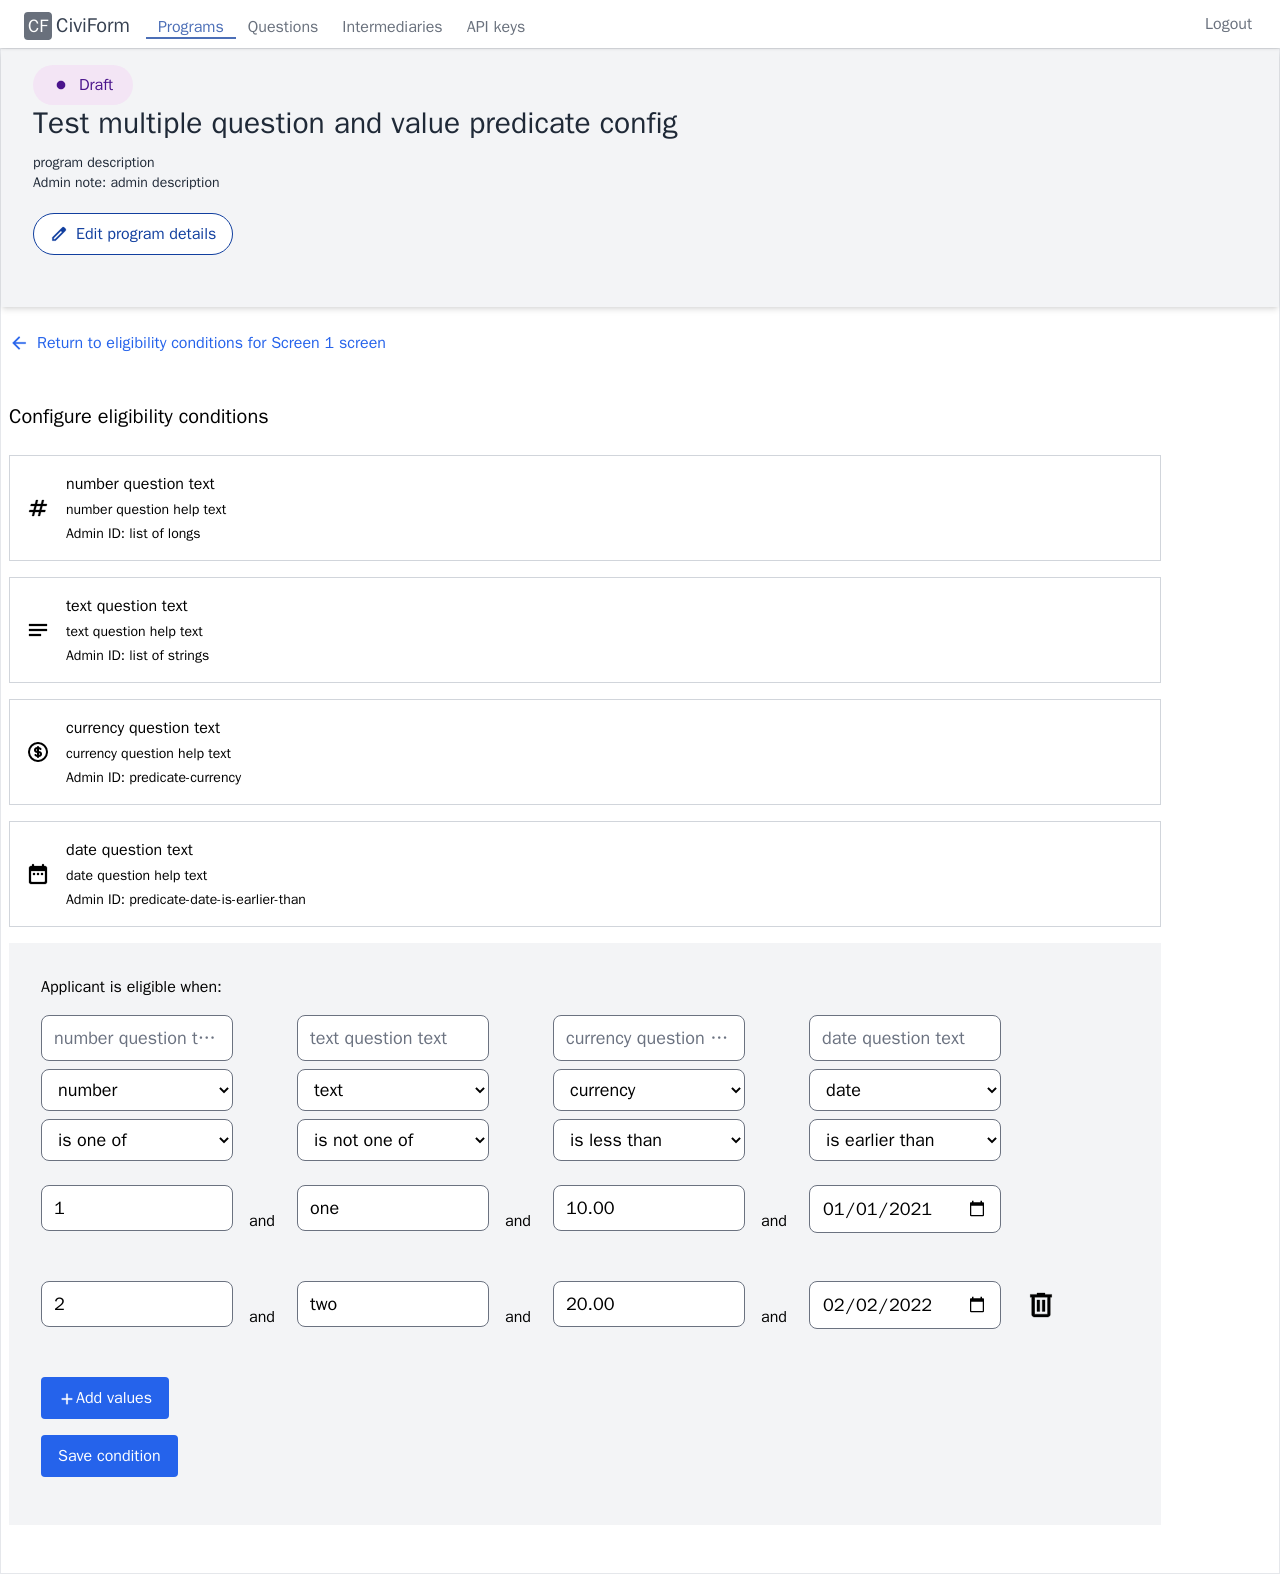 CF CiviForm Programs Questions Intermediaries API keys Logout
Draft
Test multiple question and value predicate config
program description
Admin note: admin description
Edit program details
Return to eligibility conditions for Screen 1 screen
Configure eligibility conditions
number question text
number question help text
Admin ID: list of longs
text question text
text question help text
Admin ID: list of strings
currency question text
currency question help text
Admin ID: predicate-currency
date question text
date question help text
Admin ID: predicate-date-is-earlier-than
Applicant is eligible when:
number question t… text question text currency question … date question text
number text currency date
is one of is not one of is less than is earlier than
1 and one and 10.00 and 01/01/2021
2 and two and 20.00 and 02/02/2022
+Add values
Save condition